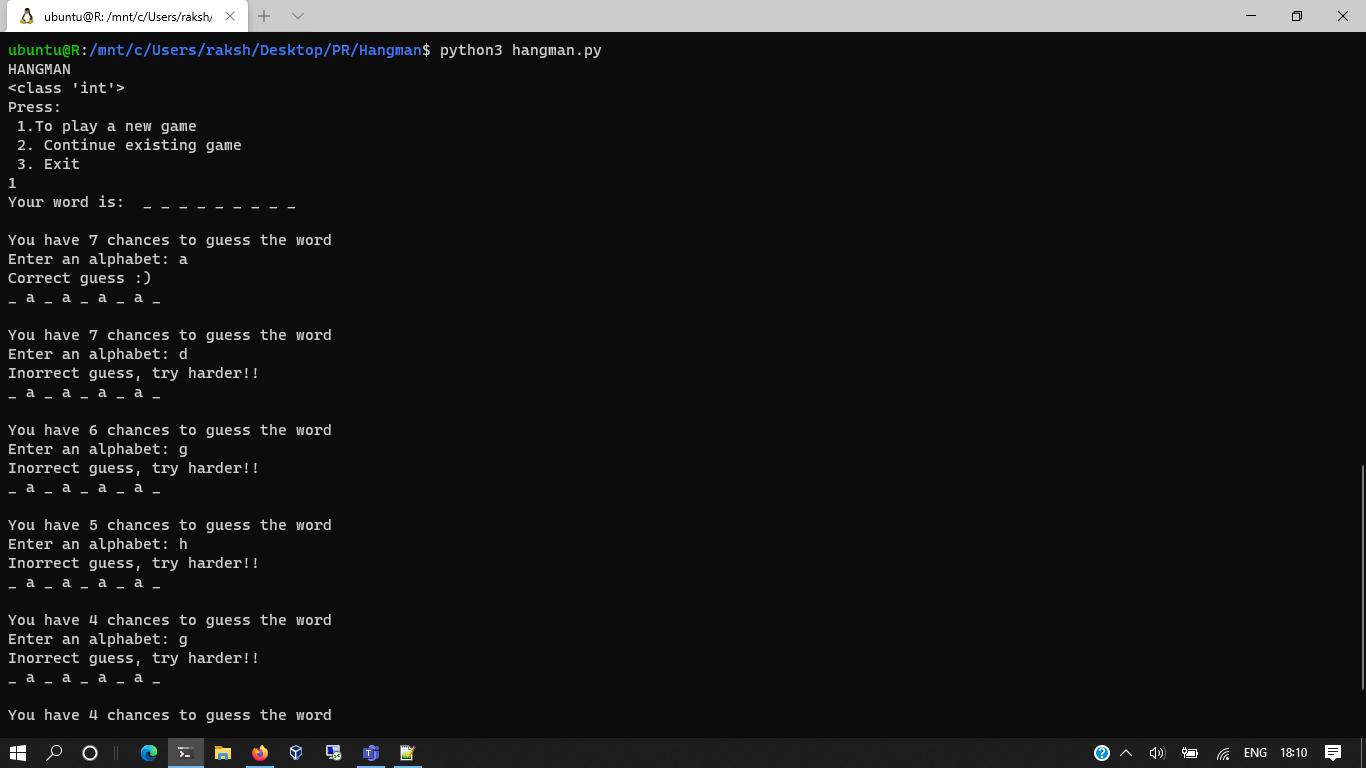 ubuntu@R: /mnt/c/Users/raksh/
ubuntu@R:/mnt/c/Users/raksh/Desktop/PR/Hangman$ python3 hangman.py
HANGMAN
<class 'int'>
Press:
 1.To play a new game
 2. Continue existing game
 3. Exit
1
Your word is:  _ _ _ _ _ _ _ _ _

You have 7 chances to guess the word
Enter an alphabet: a
Correct guess :)
_ a _ a _ a _ a _

You have 7 chances to guess the word
Enter an alphabet: d
Inorrect guess, try harder!!
_ a _ a _ a _ a _

You have 6 chances to guess the word
Enter an alphabet: g
Inorrect guess, try harder!!
_ a _ a _ a _ a _

You have 5 chances to guess the word
Enter an alphabet: h
Inorrect guess, try harder!!
_ a _ a _ a _ a _

You have 4 chances to guess the word
Enter an alphabet: g
Inorrect guess, try harder!!
_ a _ a _ a _ a _

You have 4 chances to guess the word
ENG 18:10